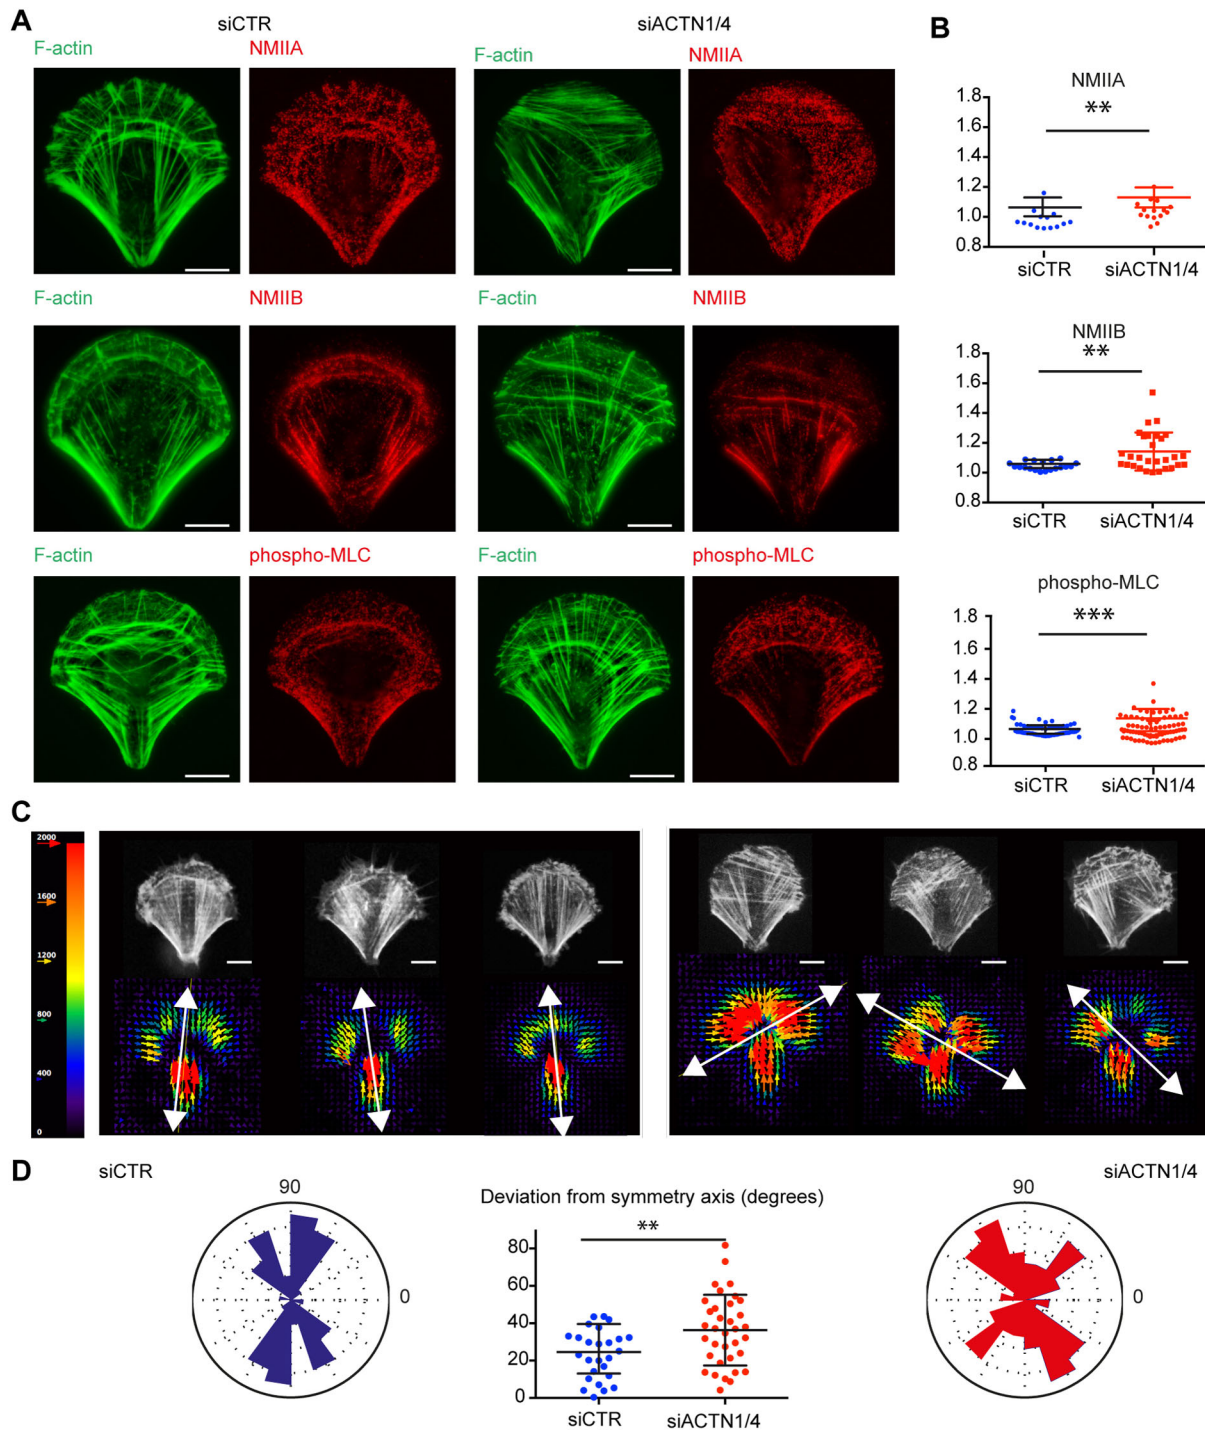 A
siCTR
siACTN1/4
F-actin
NMIIA
F-actin
NMIIA
F-actin
NMIIB
F-actin
NMIIB
F-actin
phospho-MLC
F-actin
phospho-MLC
B
NMIIA
**
1.8
1.6
1.4
1.2
1.0
0.8
siCTR
siACTN1/4
NMIIB
**
1.8
1.6
1.4
1.2
1.0
0.8
siCTR
siACTN1/4
phospho-MLC
***
1.8
1.6
1.4
1.2
1.0
0.8
siCTR
siACTN1/4
C
2000
1600
1200
800
400
0
D
siCTR
90
0
Deviation from symmetry axis (degrees)
**
80
60
40
20
0
siCTR
siACTN1/4
siACTN1/4
90
0